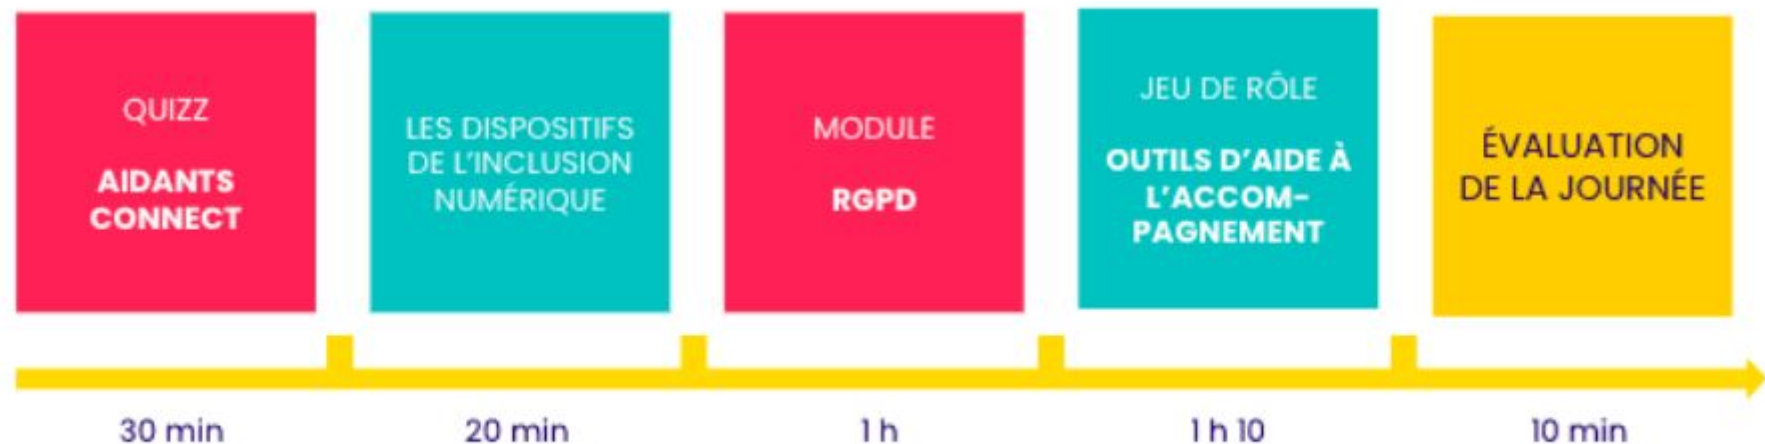 QUIZZ
AIDANTS
CONNECT
LES DISPOSITIFS
DE L'INCLUSION
NUMÉRIQUE
MODULE
RGPD
JEU DE RÔLE
OUTILS D'AIDE À
L'ACCOM-
PAGNEMENT
ÉVALUATION
DE LA JOURNÉE
30 min
20 min
1 h
1 h 10
10 min